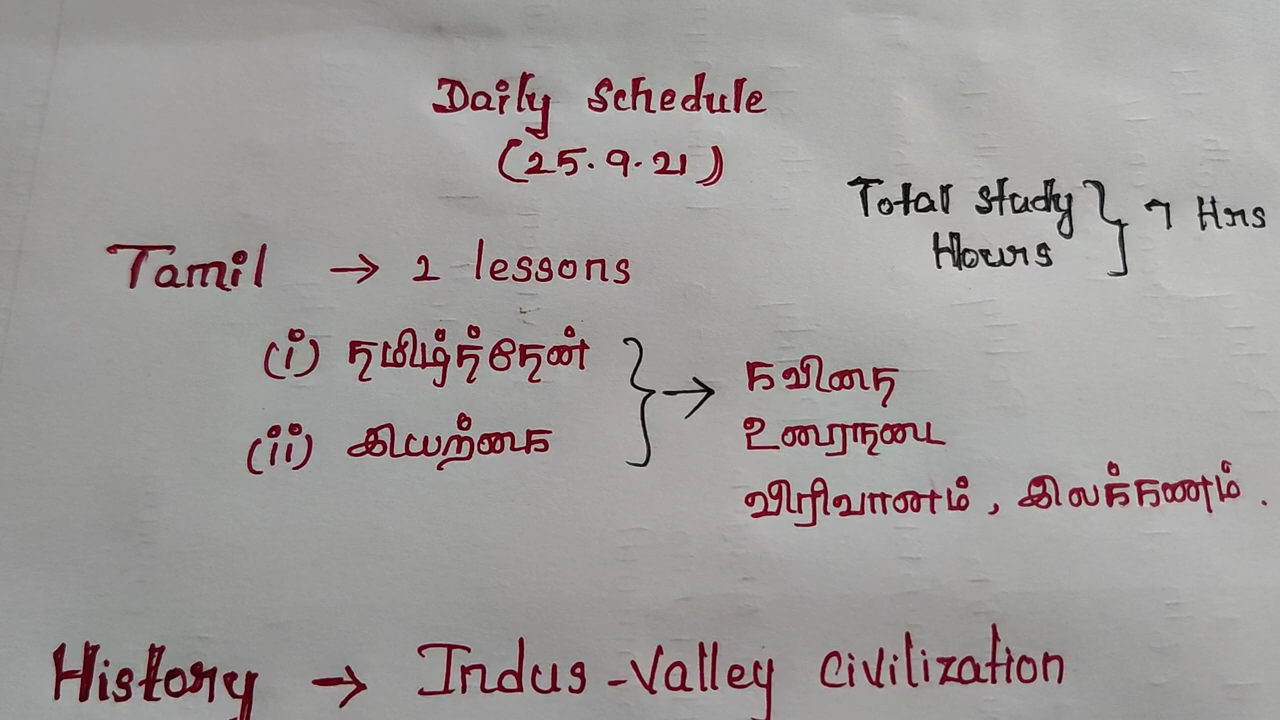 Daily Schedule
(25.9.21)
Total study } 7 Hrs
Hours
Tamil → 2 lessons
(i) தமிழ்த்தேன்
(ii) இயற்கை
} → கவிதை
உரைநடை
விரிவானம், இலக்கணம்.
History → Indus-Valley civilization